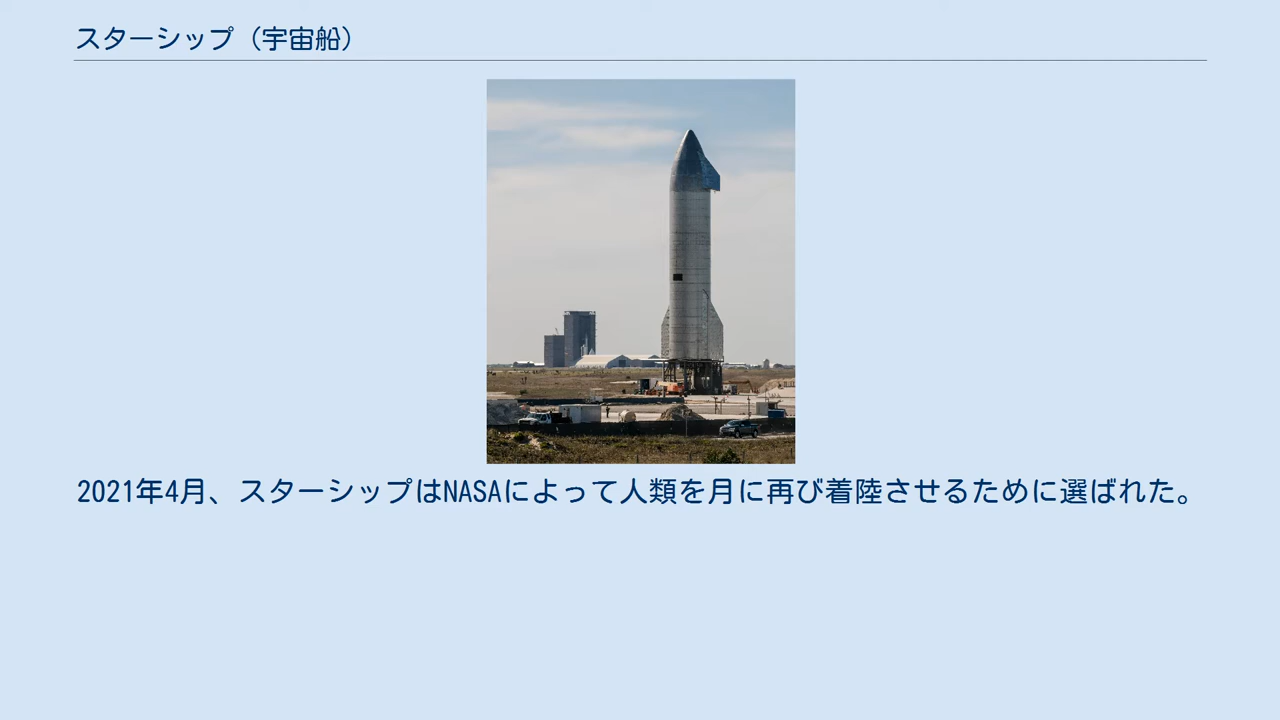 スターシップ（宇宙船）
2021年4月、スターシップはNASAによって人類を月に再び着陸させるために選ばれた。